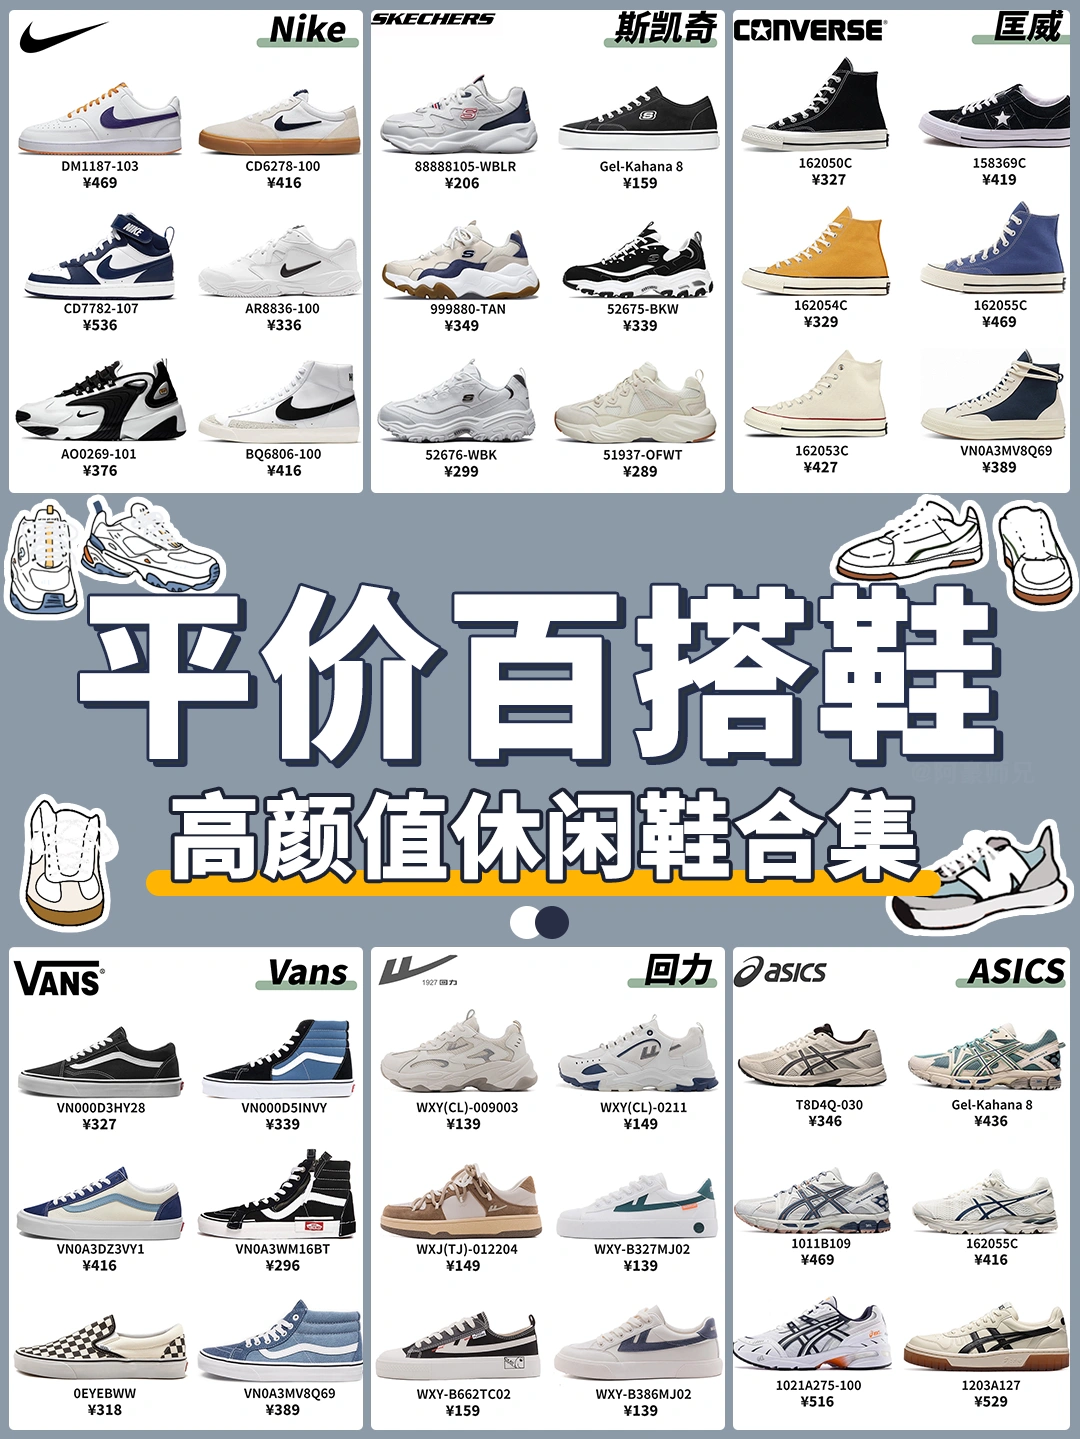 Nike
DM1187-103
¥469
CD6278-100
¥416
CD7782-107
¥536
AR8836-100
¥336
AO0269-101
¥376
BQ6806-100
¥416
SKECHERS
斯凯奇
88888105-WBLR
¥206
Gel-Kahana 8
¥159
999880-TAN
¥349
52675-BKW
¥339
52676-WBK
¥299
51937-OFWT
¥289
CONVERSE
匡威
162050C
¥327
158369C
¥419
162054C
¥329
162055C
¥469
162053C
¥427
VN0A3MV8Q69
¥389
平价百搭鞋
高颜值休闲鞋合集
VANS
Vans
VN000D3HY28
¥327
VN000D5INVY
¥339
VN0A3DZ3VY1
¥416
VN0A3WM16BT
¥296
0EYEBWW
¥318
VN0A3MV8Q69
¥389
1927 回力
回力
WXY(CL)-009003
¥139
WXY(CL)-0211
¥149
WXJ(TJ)-012204
¥149
WXY-B327MJ02
¥139
WXY-B662TC02
¥159
WXY-B386MJ02
¥139
asics
ASICS
T8D4Q-030
¥346
Gel-Kahana 8
¥436
1011B109
¥469
162055C
¥416
1021A275-100
¥516
1203A127
¥529